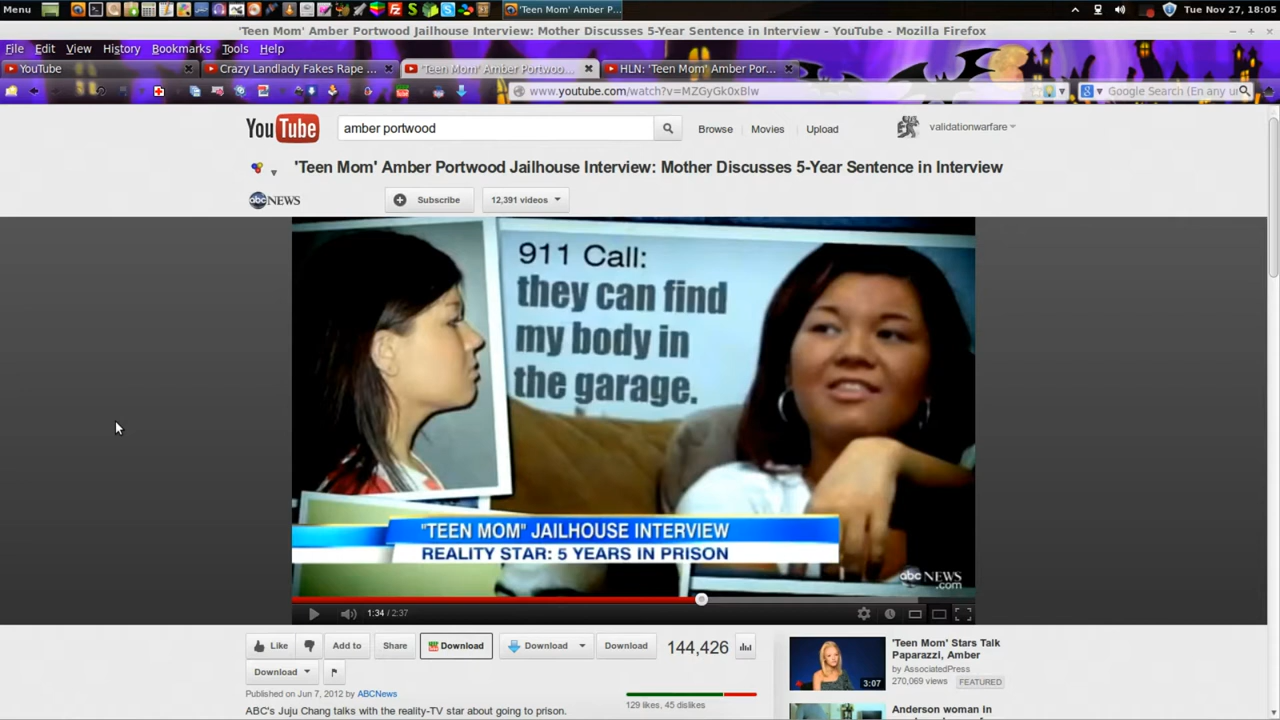 Menu
'Teen Mom' Amber P...
Tue Nov 27, 18:05
'Teen Mom' Amber Portwood Jailhouse Interview: Mother Discusses 5-Year Sentence in Interview - YouTube - Mozilla Firefox
File Edit View History Bookmarks Tools Help
YouTube
Crazy Landlady Fakes Rape ...
'Teen Mom' Amber Portwoo...
HLN: 'Teen Mom' Amber Por...
www.youtube.com/watch?v=MZGyGk0xBlw
Google Search (En any u
YouTube
amber portwood
Browse Movies Upload
validationwarfare
'Teen Mom' Amber Portwood Jailhouse Interview: Mother Discusses 5-Year Sentence in Interview
abc NEWS
Subscribe
12,391 videos
911 Call:
they can find
my body in
the garage.
"TEEN MOM" JAILHOUSE INTERVIEW
REALITY STAR: 5 YEARS IN PRISON
abc NEWS
.com
1:34 / 2:37
Like
Add to
Share
Download
Download
Download
144,426
Download
Published on Jun 7, 2012 by ABCNews
129 likes, 45 dislikes
ABC's Juju Chang talks with the reality-TV star about going to prison.
3:07
'Teen Mom' Stars Talk
Paparazzi, Amber
by AssociatedPress
270,069 views FEATURED
Anderson woman in